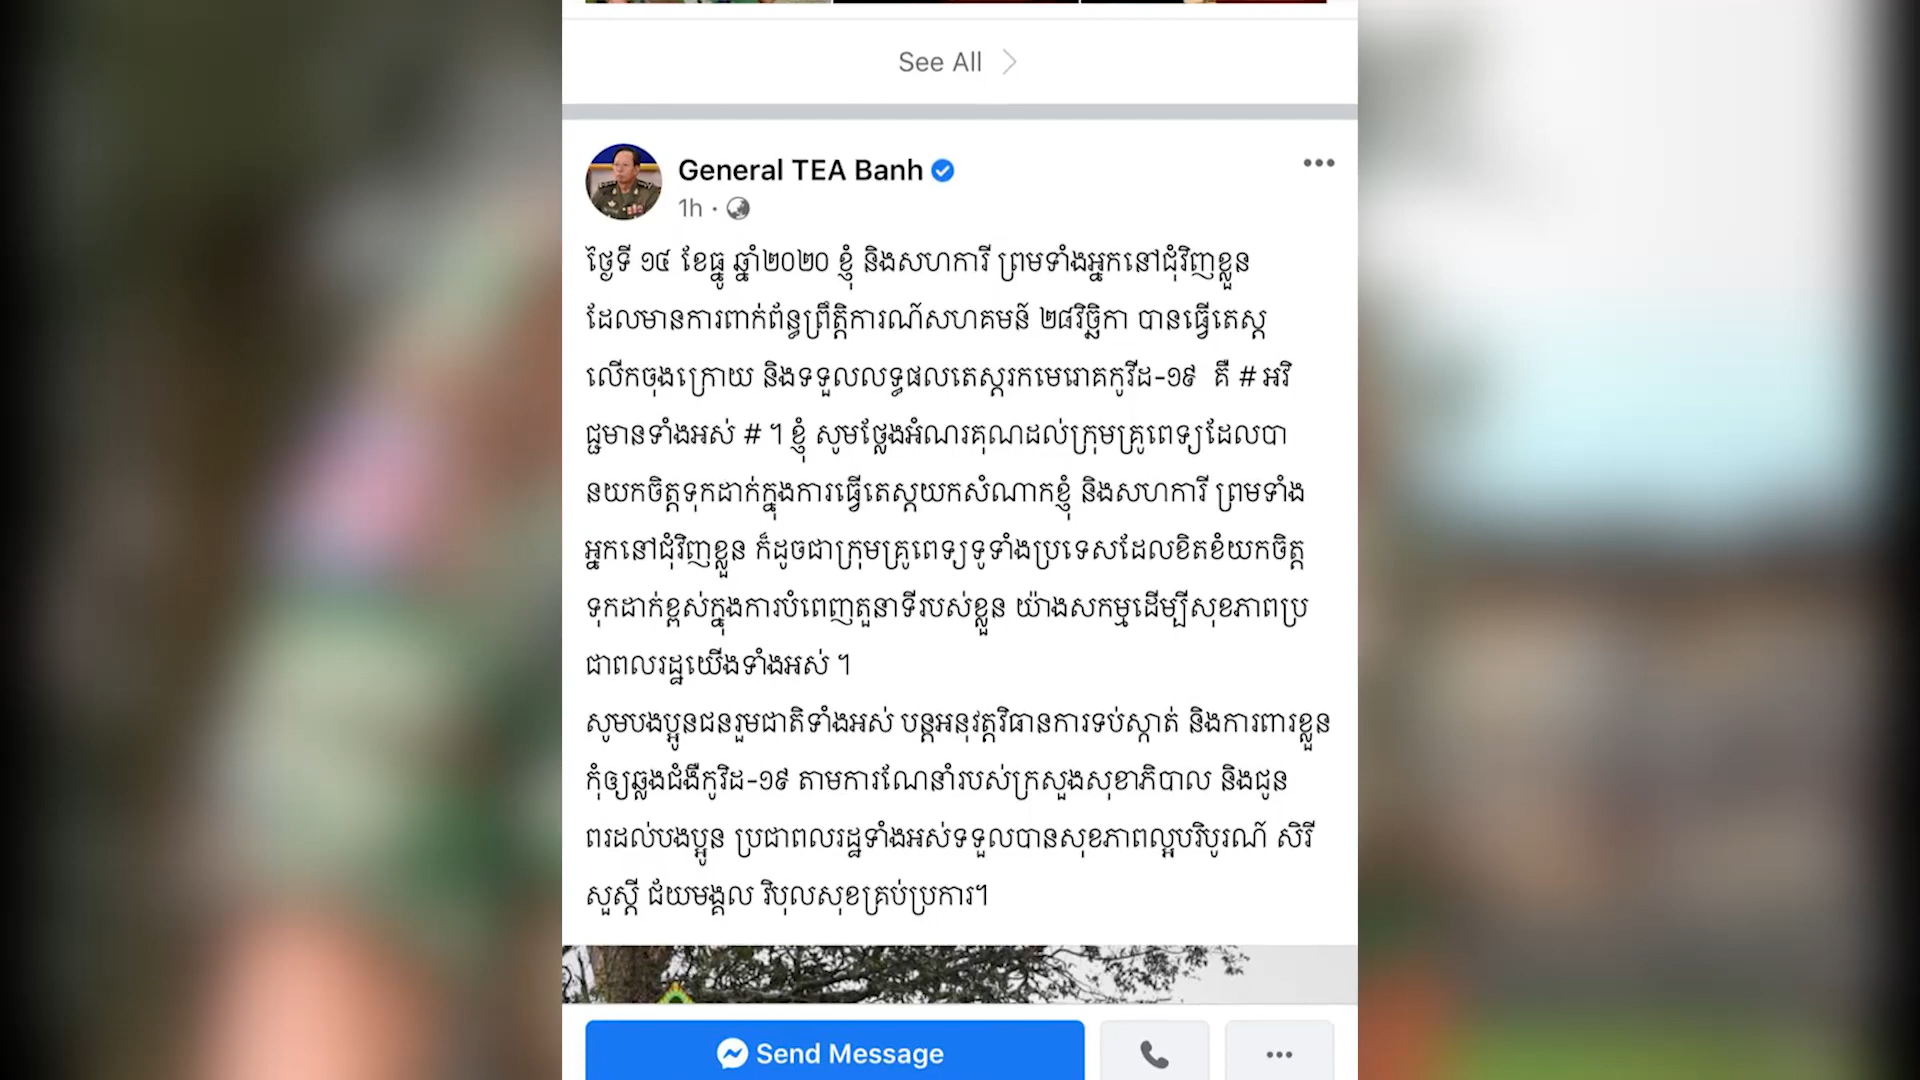 See All
General TEA Banh
1h ·
ថ្ងៃទី ១៤ ខែធ្នូ ឆ្នាំ២០២០ ខ្ញុំ និងសហការី ព្រមទាំងអ្នកនៅជុំវិញខ្លួន
ដែលមានការពាក់ព័ន្ធព្រឹត្តិការណ៍សហគមន៍ ២៨វិច្ឆិកា បានធ្វើតេស្ត
លើកចុងក្រោយ និងទទួលលទ្ធផលតេស្តរកមេរោគកូវីដ-១៩ គឺ # អវិ
ជ្ជមានទាំងអស់ # ។ ខ្ញុំ សូមថ្លែងអំណរគុណដល់ក្រុមគ្រូពេទ្យដែលបា
នយកចិត្តទុកដាក់ក្នុងការធ្វើតេស្តយកសំណាកខ្ញុំ និងសហការី ព្រមទាំង
អ្នកនៅជុំវិញខ្លួន ក៏ដូចជាក្រុមគ្រូពេទ្យទូទាំងប្រទេសដែលខិតខំយកចិត្ត
ទុកដាក់ខ្ពស់ក្នុងការបំពេញតួនាទីរបស់ខ្លួន យ៉ាងសកម្មដើម្បីសុខភាពប្រ
ជាពលរដ្ឋយើងទាំងអស់ ។
សូមបងប្អូនជនរួមជាតិទាំងអស់ បន្តអនុវត្តវិធានការទប់ស្កាត់ និងការពារខ្លួន
កុំឲ្យឆ្លងជំងឺកូវិដ-១៩ តាមការណែនាំរបស់ក្រសួងសុខាភិបាល និងជូន
ពរដល់បងប្អូន ប្រជាពលរដ្ឋទាំងអស់ទទួលបានសុខភាពល្អបរិបូរណ៍ សិរី
សួស្តី ជ័យមង្គល វិបុលសុខគ្រប់ប្រការ។
Send Message